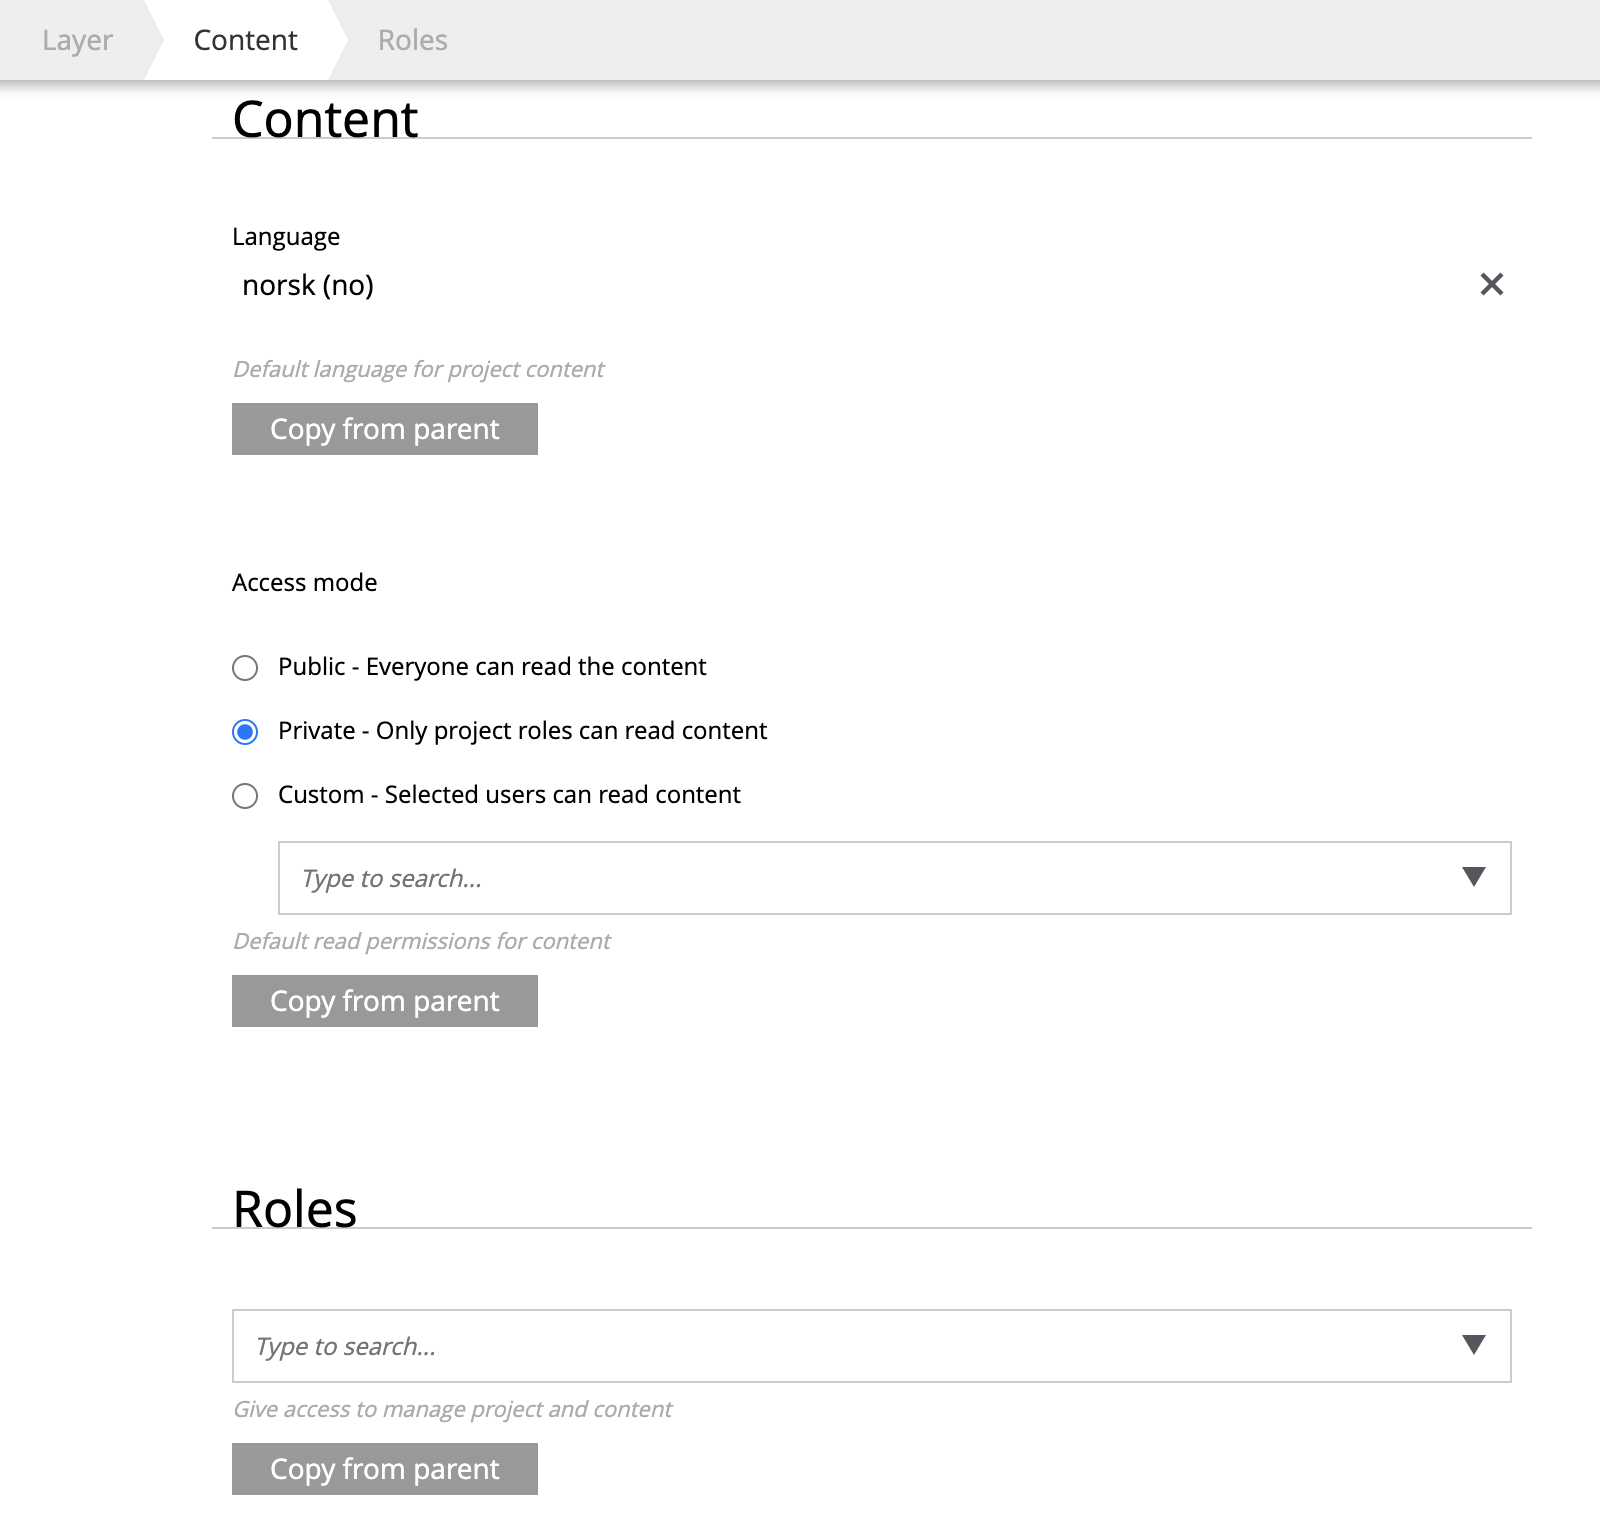 Layer
Content
Roles
Content
Language
norsk (no)
Default language for project content
Copy from parent
Access mode
Public - Everyone can read the content
Private - Only project roles can read content
Custom - Selected users can read content
Type to search...
Default read permissions for content
Copy from parent
Roles
Type to search...
Give access to manage project and content
Copy from parent